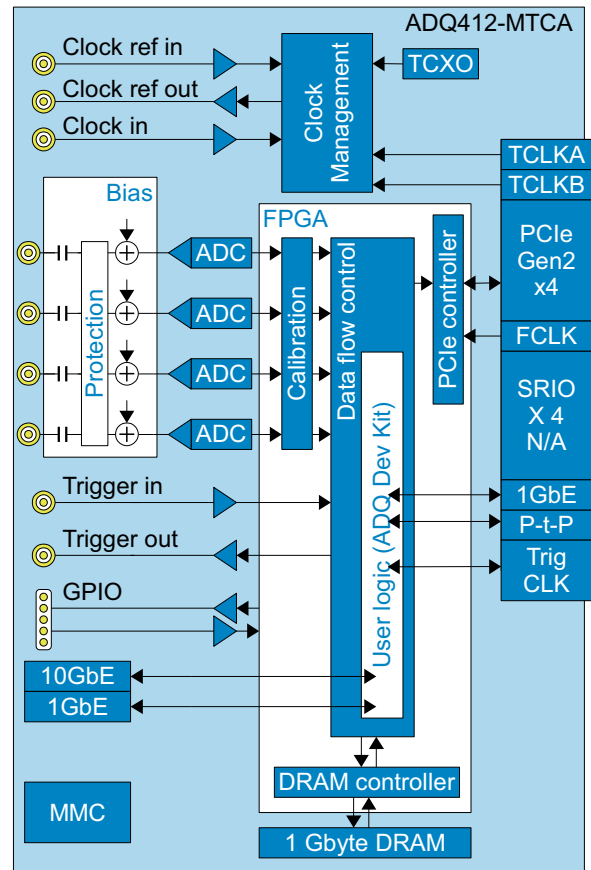 ADQ412-MTCA
Clock ref in
Clock ref out
Clock in
Clock
Management
TCXO
TCLKA
TCLKB
PCIe
Gen2
x4
FCLK
SRIO
X 4
N/A
1GbE
P-t-P
Trig
CLK
Bias
Protection
ADC
ADC
ADC
ADC
FPGA
Calibration
Data flow control
User logic (ADQ Dev Kit)
PCIe controller
Trigger in
Trigger out
GPIO
10GbE
1GbE
DRAM controller
MMC
1 Gbyte DRAM